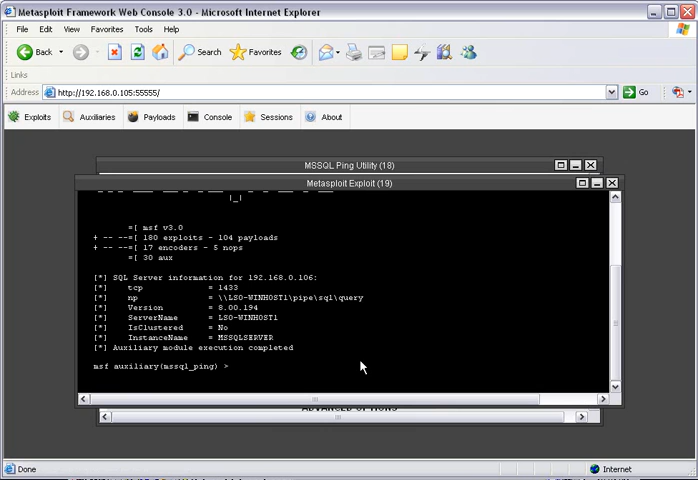 Metasploit Framework Web Console 3.0 - Microsoft Internet Explorer
File Edit View Favorites Tools Help
Back Search Favorites
Links
Address http://192.168.0.105:55555/ Go
Exploits Auxiliaries Payloads Console Sessions About
MSSQL Ping Utility (18)
Metasploit Exploit (19)
|_|
=[ msf v3.0
+ -- --=[ 180 exploits - 104 payloads
+ -- --=[ 17 encoders - 5 nops
=[ 30 aux
[*] SQL Server information for 192.168.0.106:
[*] tcp = 1433
[*] np = \\LSO-WINHOST1\pipe\sql\query
[*] Version = 8.00.194
[*] ServerName = LSO-WINHOST1
[*] IsClustered = No
[*] InstanceName = MSSQLSERVER
[*] Auxiliary module execution completed
msf auxiliary(mssql_ping) >
ADVANCED OPTIONS
Done Internet